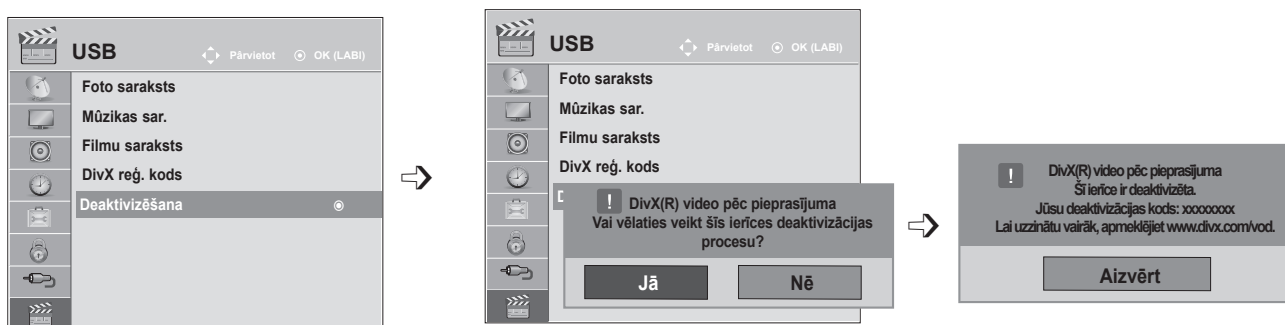 USB
Pārvietot
OK (LABI)
Foto saraksts
Mûzikas sar.
Filmu saraksts
DivX reģ. kods
Deaktivizēšana
USB
Pārvietot
OK (LABI)
Foto saraksts
Mûzikas sar.
Filmu saraksts
DivX reģ. kods
D
! DivX(R) video pēc pieprasījuma
Vai vēlaties veikt šīs ierīces deaktivizācijas
procesu?
Jā
Nē
! DivX(R) video pēc pieprasījuma
Šī ierīce ir deaktivizēta.
Jūsu deaktivizācijas kods: xxxxxxxx
Lai uzzinātu vairāk, apmeklējiet www.divx.com/vod.
Aizvērt